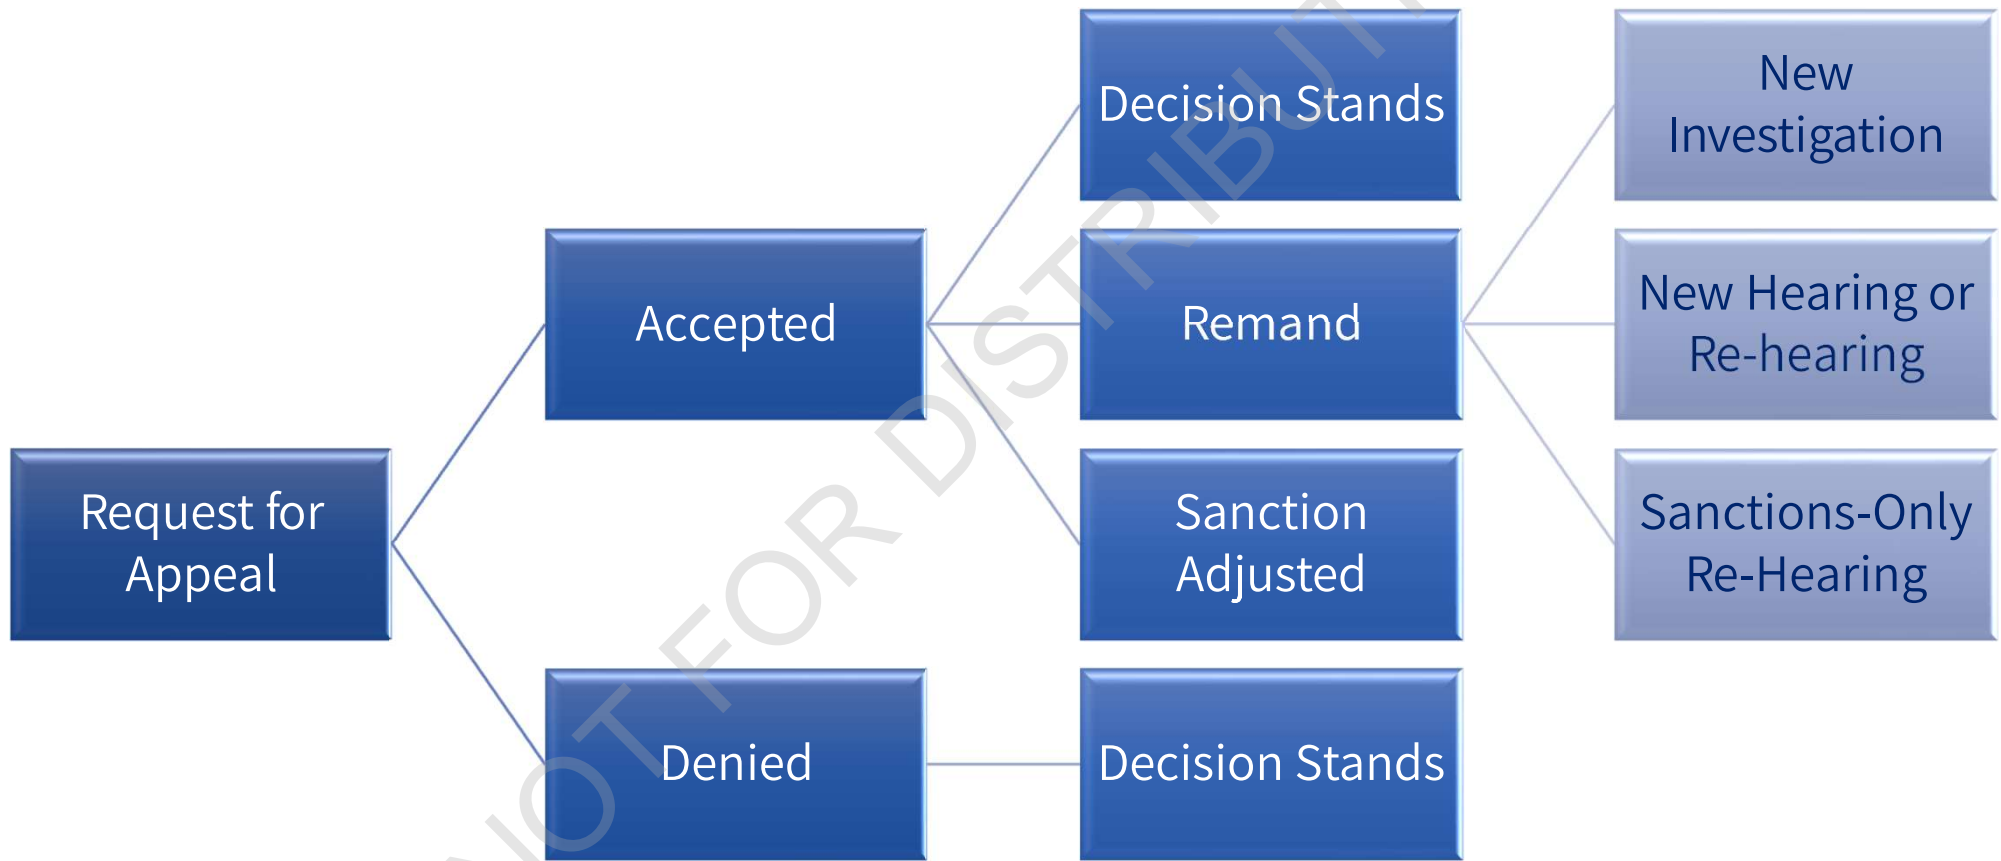 Request for
Appeal
Accepted
Denied
Decision Stands
Remand
Sanction
Adjusted
Decision Stands
New
Investigation
New Hearing or
Re-hearing
Sanctions-Only
Re-Hearing
NOT FOR DISTRIBUT